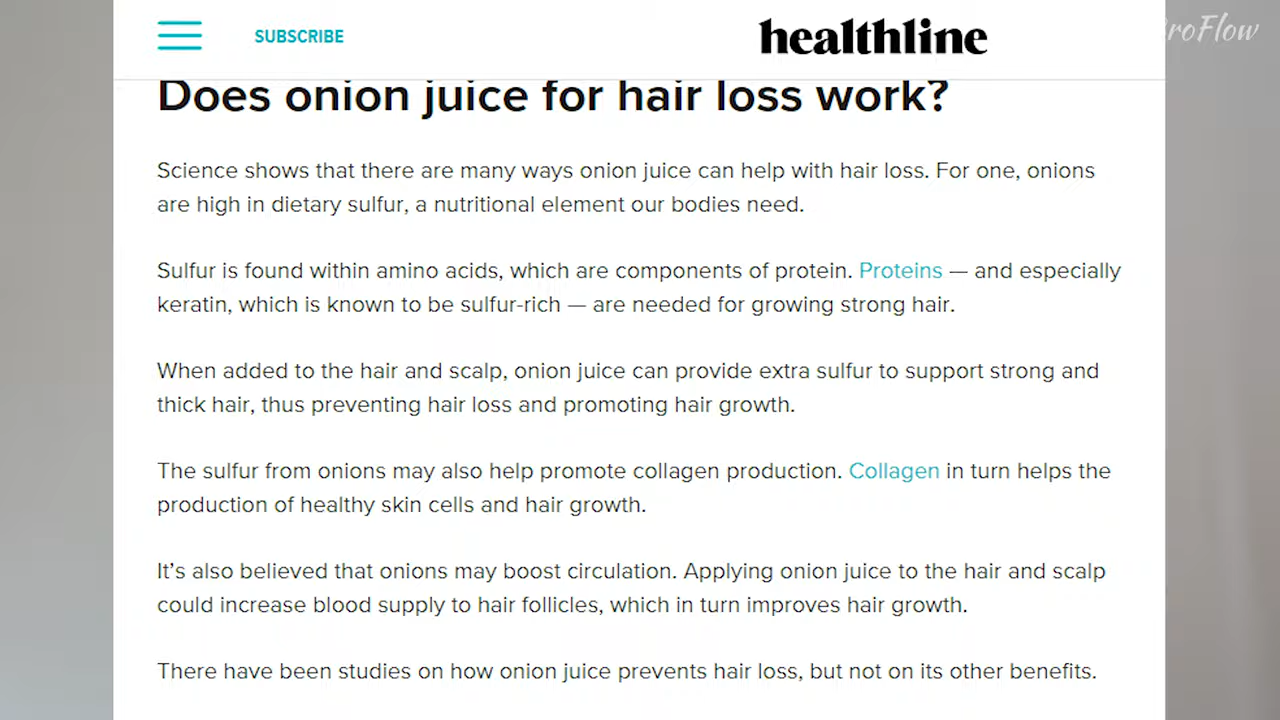 SUBSCRIBE
healthline
Does onion juice for hair loss work?
Science shows that there are many ways onion juice can help with hair loss. For one, onions
are high in dietary sulfur, a nutritional element our bodies need.
Sulfur is found within amino acids, which are components of protein. Proteins — and especially
keratin, which is known to be sulfur-rich — are needed for growing strong hair.
When added to the hair and scalp, onion juice can provide extra sulfur to support strong and
thick hair, thus preventing hair loss and promoting hair growth.
The sulfur from onions may also help promote collagen production. Collagen in turn helps the
production of healthy skin cells and hair growth.
It’s also believed that onions may boost circulation. Applying onion juice to the hair and scalp
could increase blood supply to hair follicles, which in turn improves hair growth.
There have been studies on how onion juice prevents hair loss, but not on its other benefits.